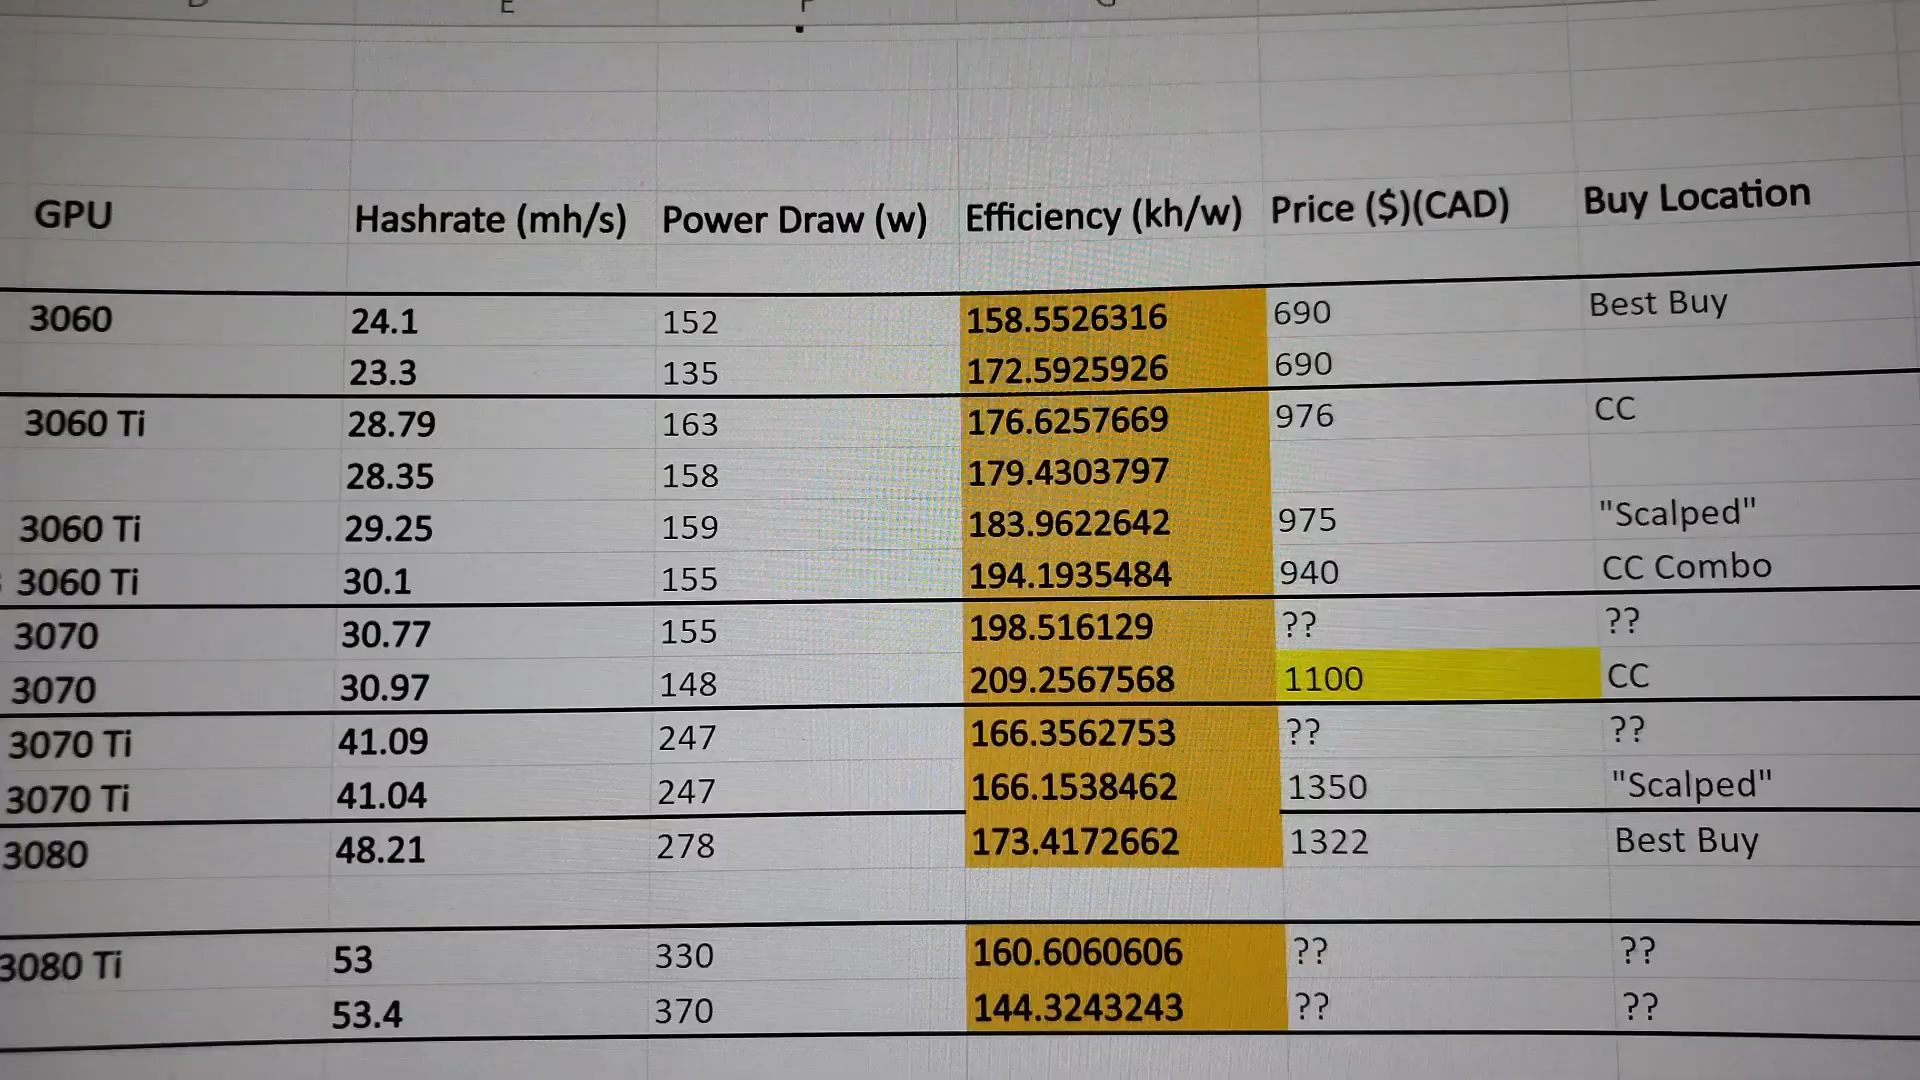 E F G
GPU Hashrate (mh/s) Power Draw (w) Efficiency (kh/w) Price ($)(CAD) Buy Location
3060 24.1 152 158.5526316 690 Best Buy
23.3 135 172.5925926 690
3060 Ti 28.79 163 176.6257669 976 CC
28.35 158 179.4303797
3060 Ti 29.25 159 183.9622642 975 "Scalped"
3060 Ti 30.1 155 194.1935484 940 CC Combo
3070 30.77 155 198.516129 ?? ??
3070 30.97 148 209.2567568 1100 CC
3070 Ti 41.09 247 166.3562753 ?? ??
3070 Ti 41.04 247 166.1538462 1350 "Scalped"
3080 48.21 278 173.4172662 1322 Best Buy
3080 Ti 53 330 160.6060606 ?? ??
53.4 370 144.3243243 ?? ??